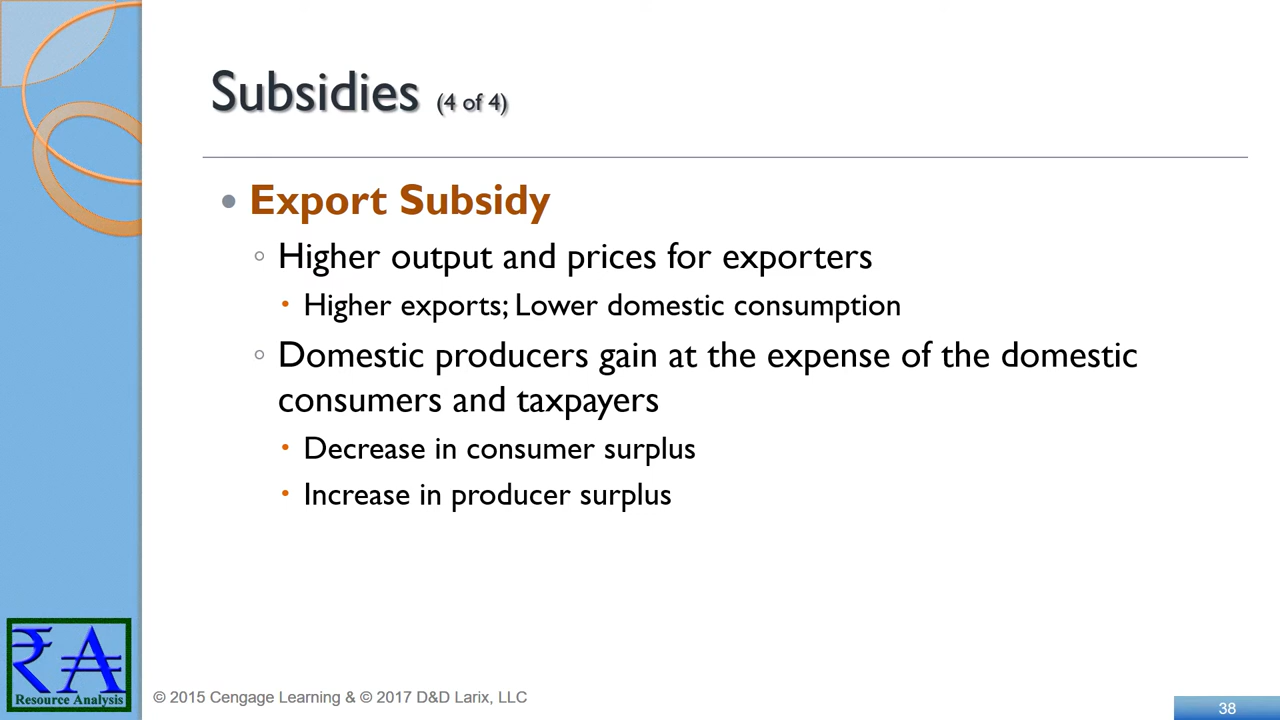 Subsidies (4 of 4)
• Export Subsidy
◦ Higher output and prices for exporters
▪ Higher exports; Lower domestic consumption
◦ Domestic producers gain at the expense of the domestic
consumers and taxpayers
▪ Decrease in consumer surplus
▪ Increase in producer surplus
₹A
Resource Analysis
© 2015 Cengage Learning & © 2017 D&D Larix, LLC
38